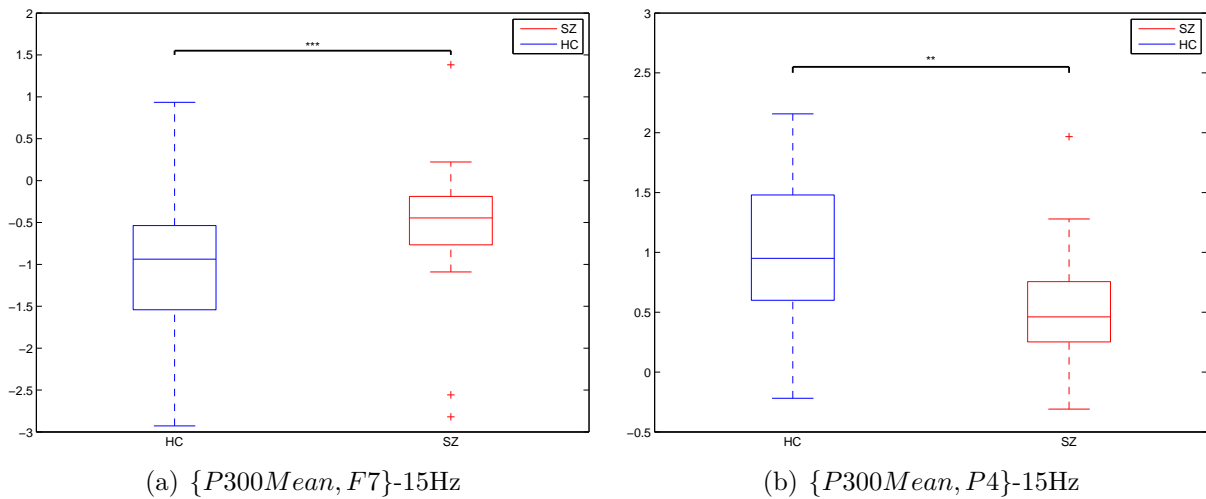 2
1.5
1
0.5
0
−0.5
−1
−1.5
−2
−2.5
−3
***
SZ
HC
HC
SZ
(a) {P300Mean, F7}-15Hz
3
2.5
2
1.5
1
0.5
0
−0.5
**
SZ
HC
HC
SZ
(b) {P300Mean, P4}-15Hz